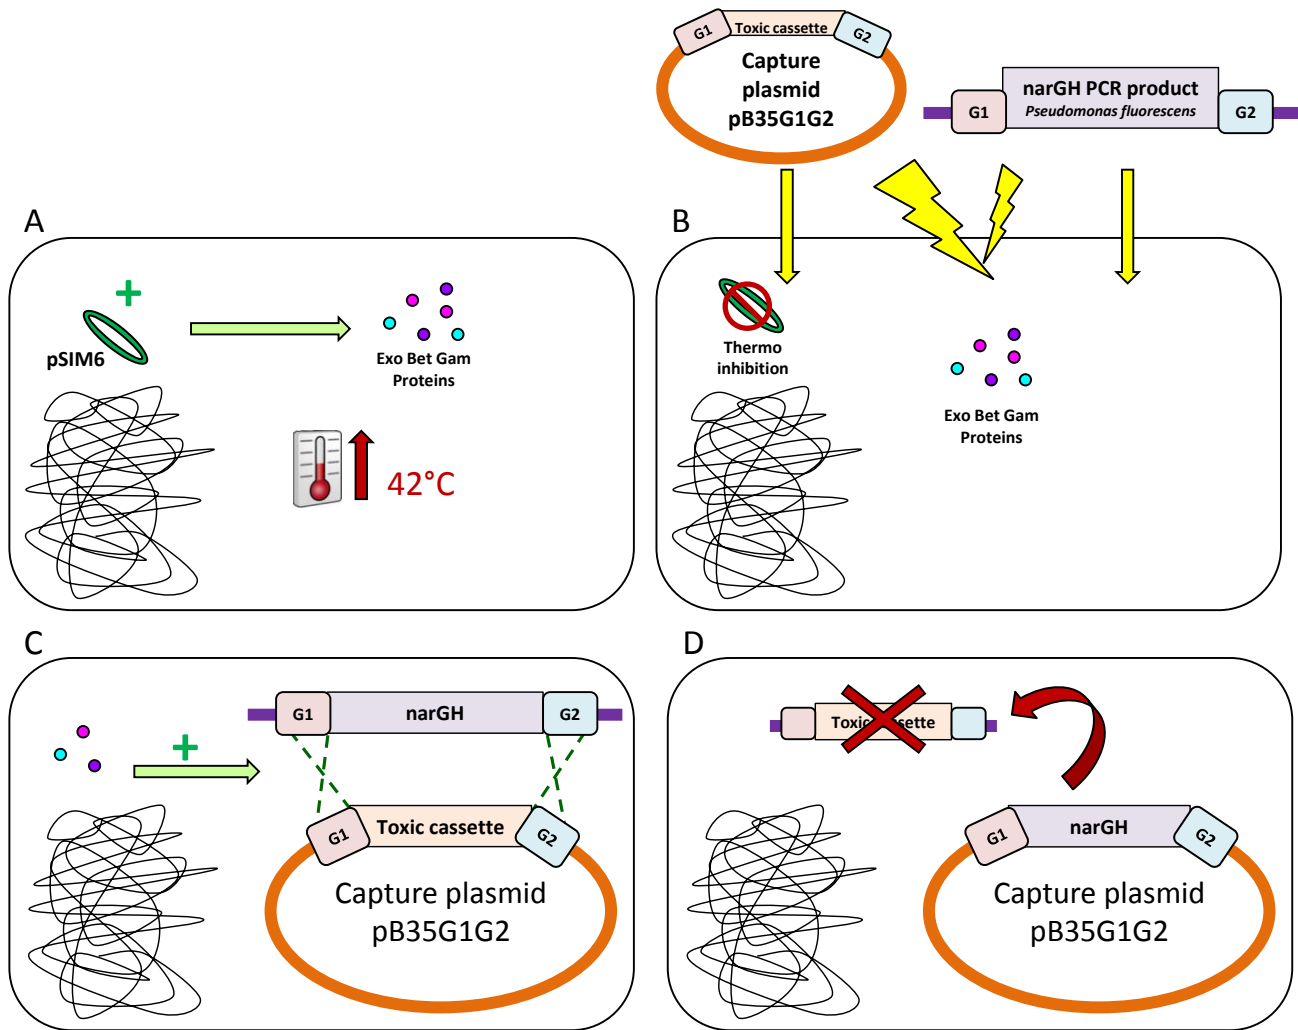 G1
Toxic cassette
G2
Capture
plasmid
pB35G1G2
narGH PCR product
Pseudomonas fluorescens
G1
G2
A
pSIM6
Exo Bet Gam
Proteins
42°C
B
Thermo
inhibition
Exo Bet Gam
Proteins
C
G1
narGH
G2
G1
Toxic cassette
G2
Capture plasmid
pB35G1G2
D
Toxic cassette
G1
narGH
G2
Capture plasmid
pB35G1G2